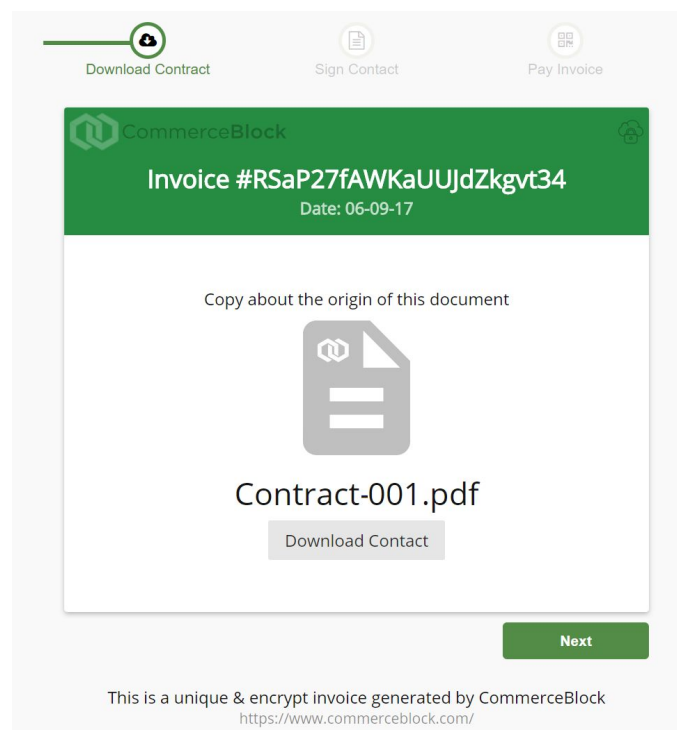 Download Contract Sign Contact Pay Invoice
CommerceBlock
Invoice #RSaP27fAWKaUUJdZkgvt34
Date: 06-09-17
Copy about the origin of this document
Contract-001.pdf
Download Contact
Next
This is a unique & encrypt invoice generated by CommerceBlock
https://www.commerceblock.com/